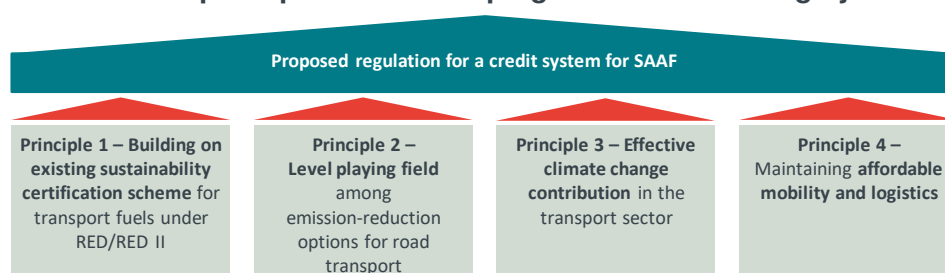 Proposed regulation for a credit system for SAAF
Principle 1 – Building on
existing sustainability
certification scheme for
transport fuels under
RED/RED II
Principle 2 –
Level playing field
among
emission-reduction
options for road
transport
Principle 3 – Effective
climate change
contribution in the
transport sector
Principle 4 –
Maintaining affordable
mobility and logistics